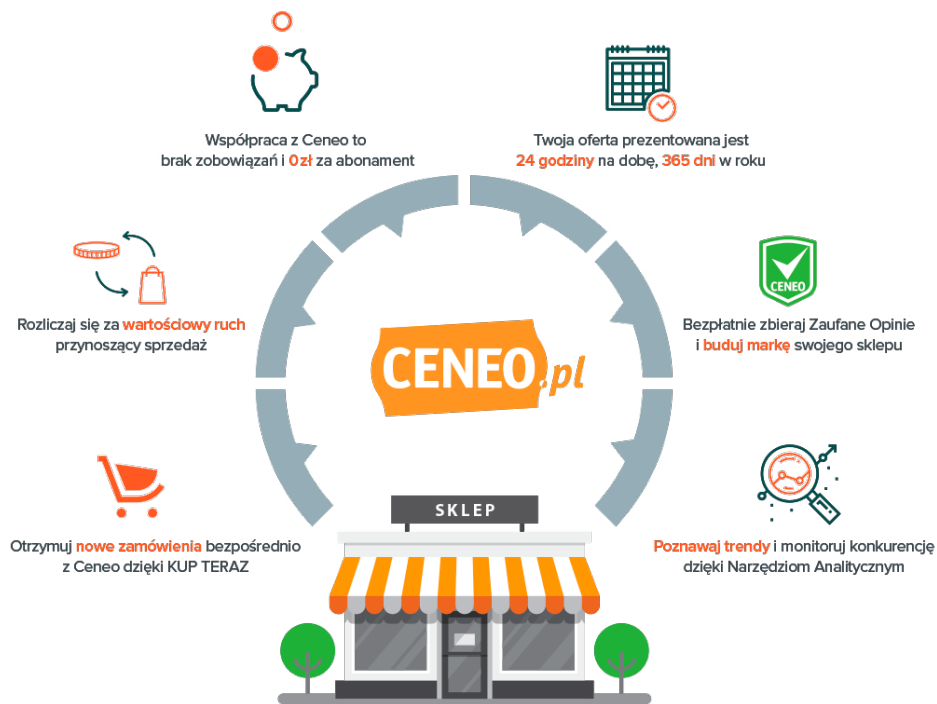 Współpraca z Ceneo to
brak zobowiązań i 0 zł za abonament
Twoja oferta prezentowana jest
24 godziny na dobę, 365 dni w roku
Rozliczaj się za wartościowy ruch
przynoszący sprzedaż
CENEO
Bezpłatnie zbieraj Zaufane Opinie
i buduj markę swojego sklepu
CENEO.pl
Otrzymuj nowe zamówienia bezpośrednio
z Ceneo dzięki KUP TERAZ
SKLEP
Poznawaj trendy i monitoruj konkurencję
dzięki Narzędziom Analitycznym